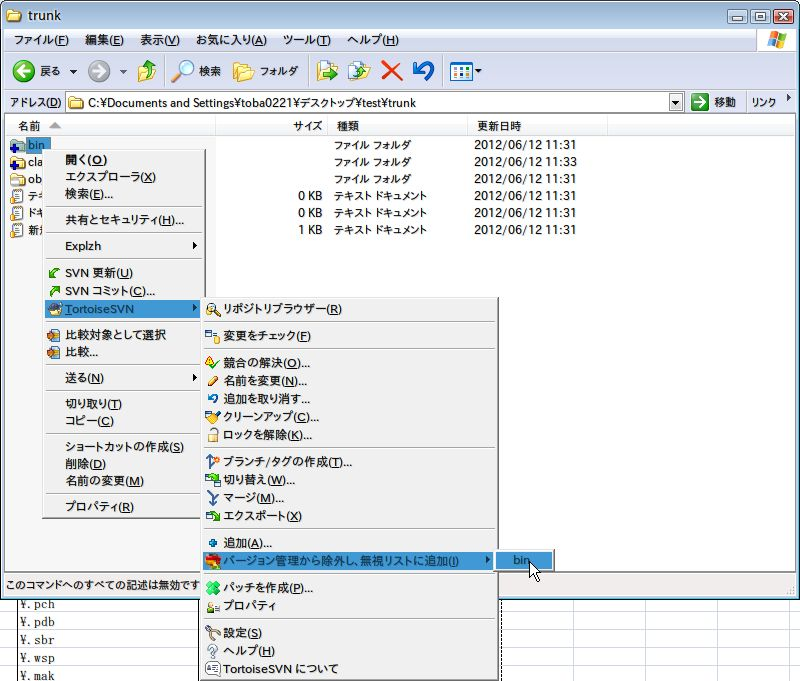 trunk
ファイル(F) 編集(E) 表示(V) お気に入り(A) ツール(T) ヘルプ(H)
戻る 検索 フォルダ
アドレス(D) C:¥Documents and Settings¥toba0221¥デスクトップ¥test¥trunk 移動 リンク
名前 サイズ 種類 更新日時
bin ファイル フォルダ 2012/06/12 11:31
cla ファイル フォルダ 2012/06/12 11:33
ob ファイル フォルダ 2012/06/12 11:31
テキ 0 KB テキスト ドキュメント 2012/06/12 11:31
ドキ 0 KB テキスト ドキュメント 2012/06/12 11:31
新規 1 KB テキスト ドキュメント 2012/06/12 11:31
開く(O)
エクスプローラ(X)
検索(E)...
共有とセキュリティ(H)...
Explzh
SVN 更新(U)
SVN コミット(C)...
TortoiseSVN
比較対象として選択
比較...
送る(N)
切り取り(T)
コピー(C)
ショートカットの作成(S)
削除(D)
名前の変更(M)
プロパティ(R)
リポジトリブラウザー(R)
変更をチェック(F)
競合の解決(O)...
名前を変更(N)...
追加を取り消す...
クリーンアップ(C)...
ロックを解除(K)...
ブランチ/タグの作成(T)...
切り替え(W)...
マージ(M)...
エクスポート(X)
追加(A)...
バージョン管理から除外し、無視リストに追加(I) bin
パッチを作成(P)...
プロパティ
設定(S)
ヘルプ(H)
TortoiseSVN について
このコマンドへのすべての記述は無効です
¥.pch
¥.pdb
¥.sbr
¥.wsp
¥.mak